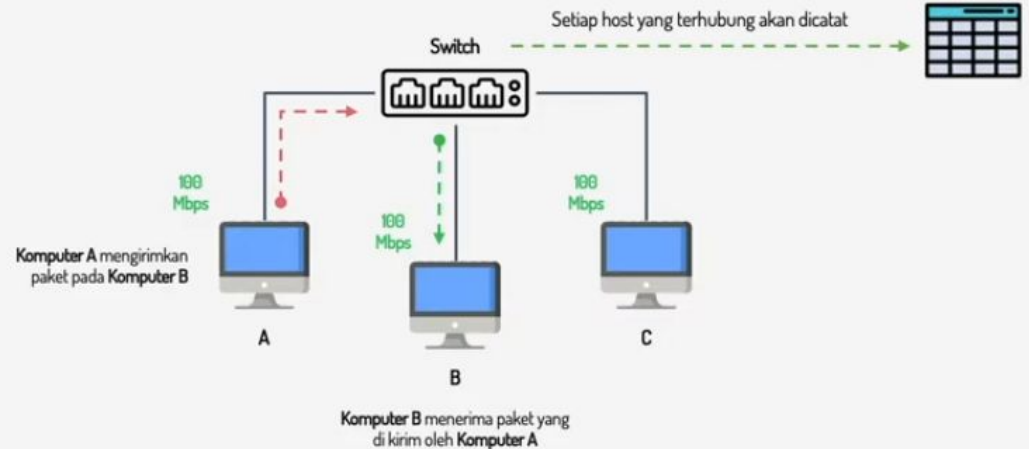 Setiap host yang terhubung akan dicatat
Switch
100
Mbps
100
Mbps
100
Mbps
Komputer A mengirimkan
paket pada Komputer B
A
B
C
Komputer B menerima paket yang
di kirim oleh Komputer A